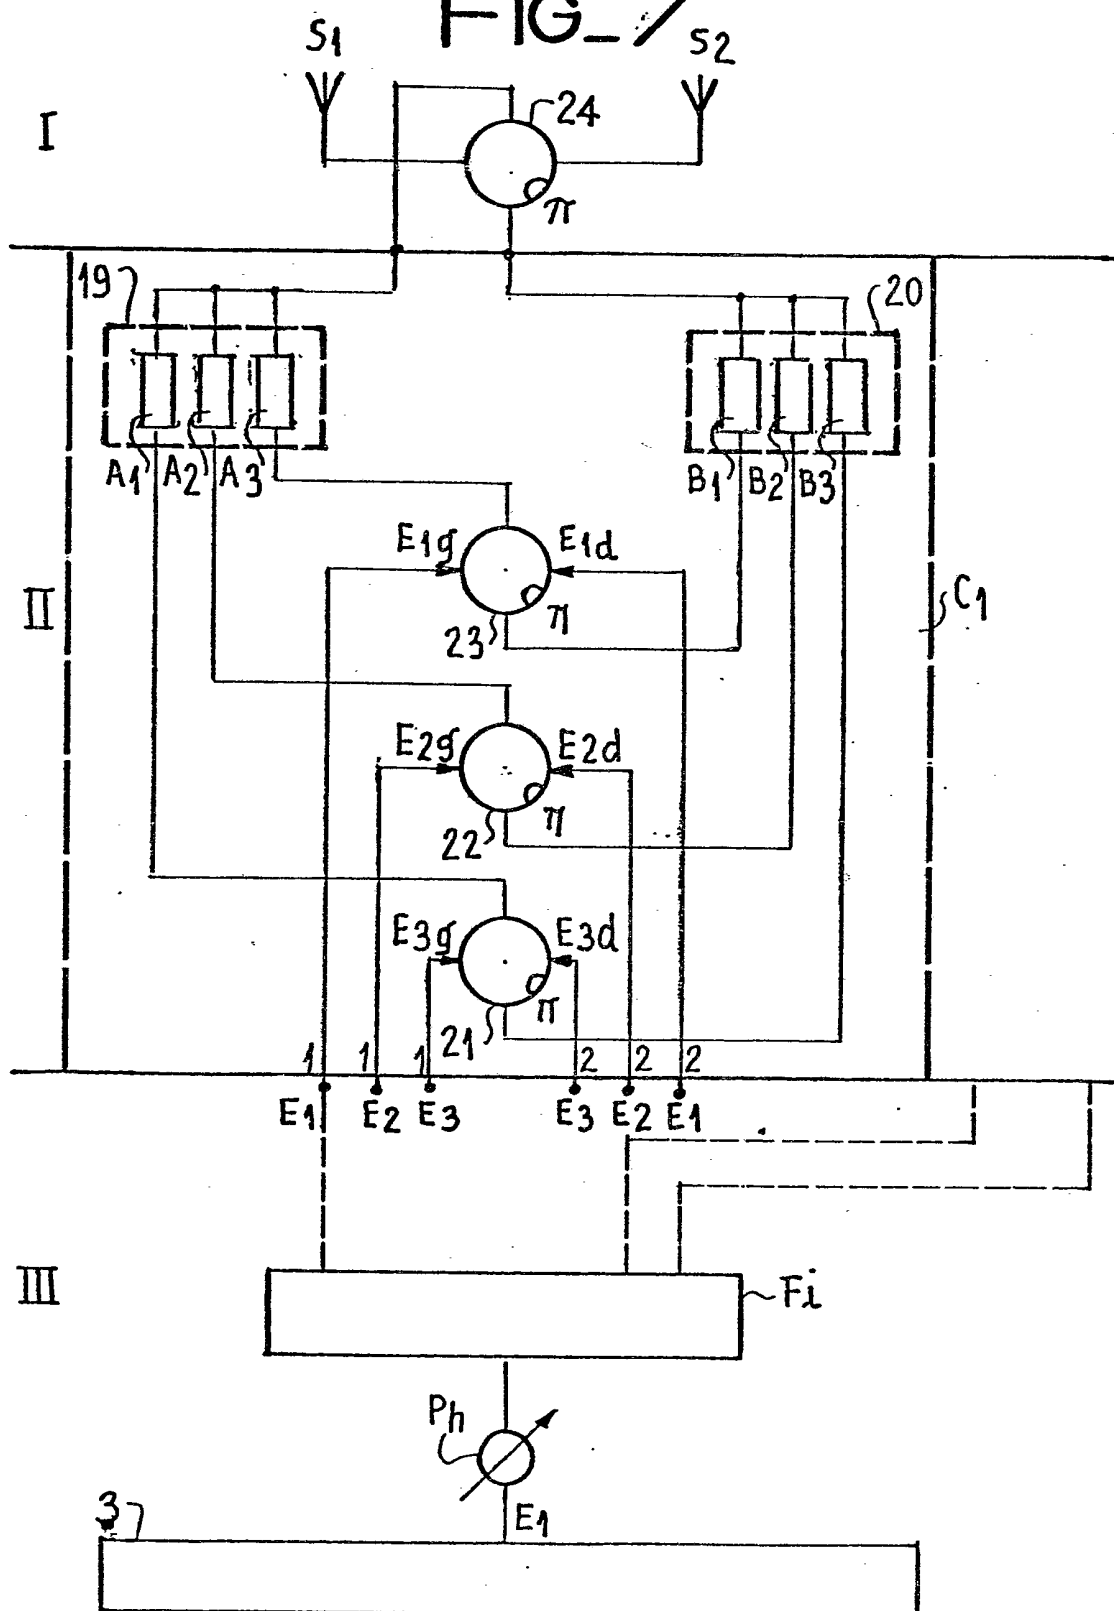 FIG_7
S1
S2
24
I
π
19
20
A1 A2 A3
B1 B2 B3
E1g E1d
C1
II
π
23
E2g E2d
π
22
E3g E3d
π
21
1 1 1 2 2 2
E1 E2 E3 E3 E2 E1
III
Fi
Ph
3
E1